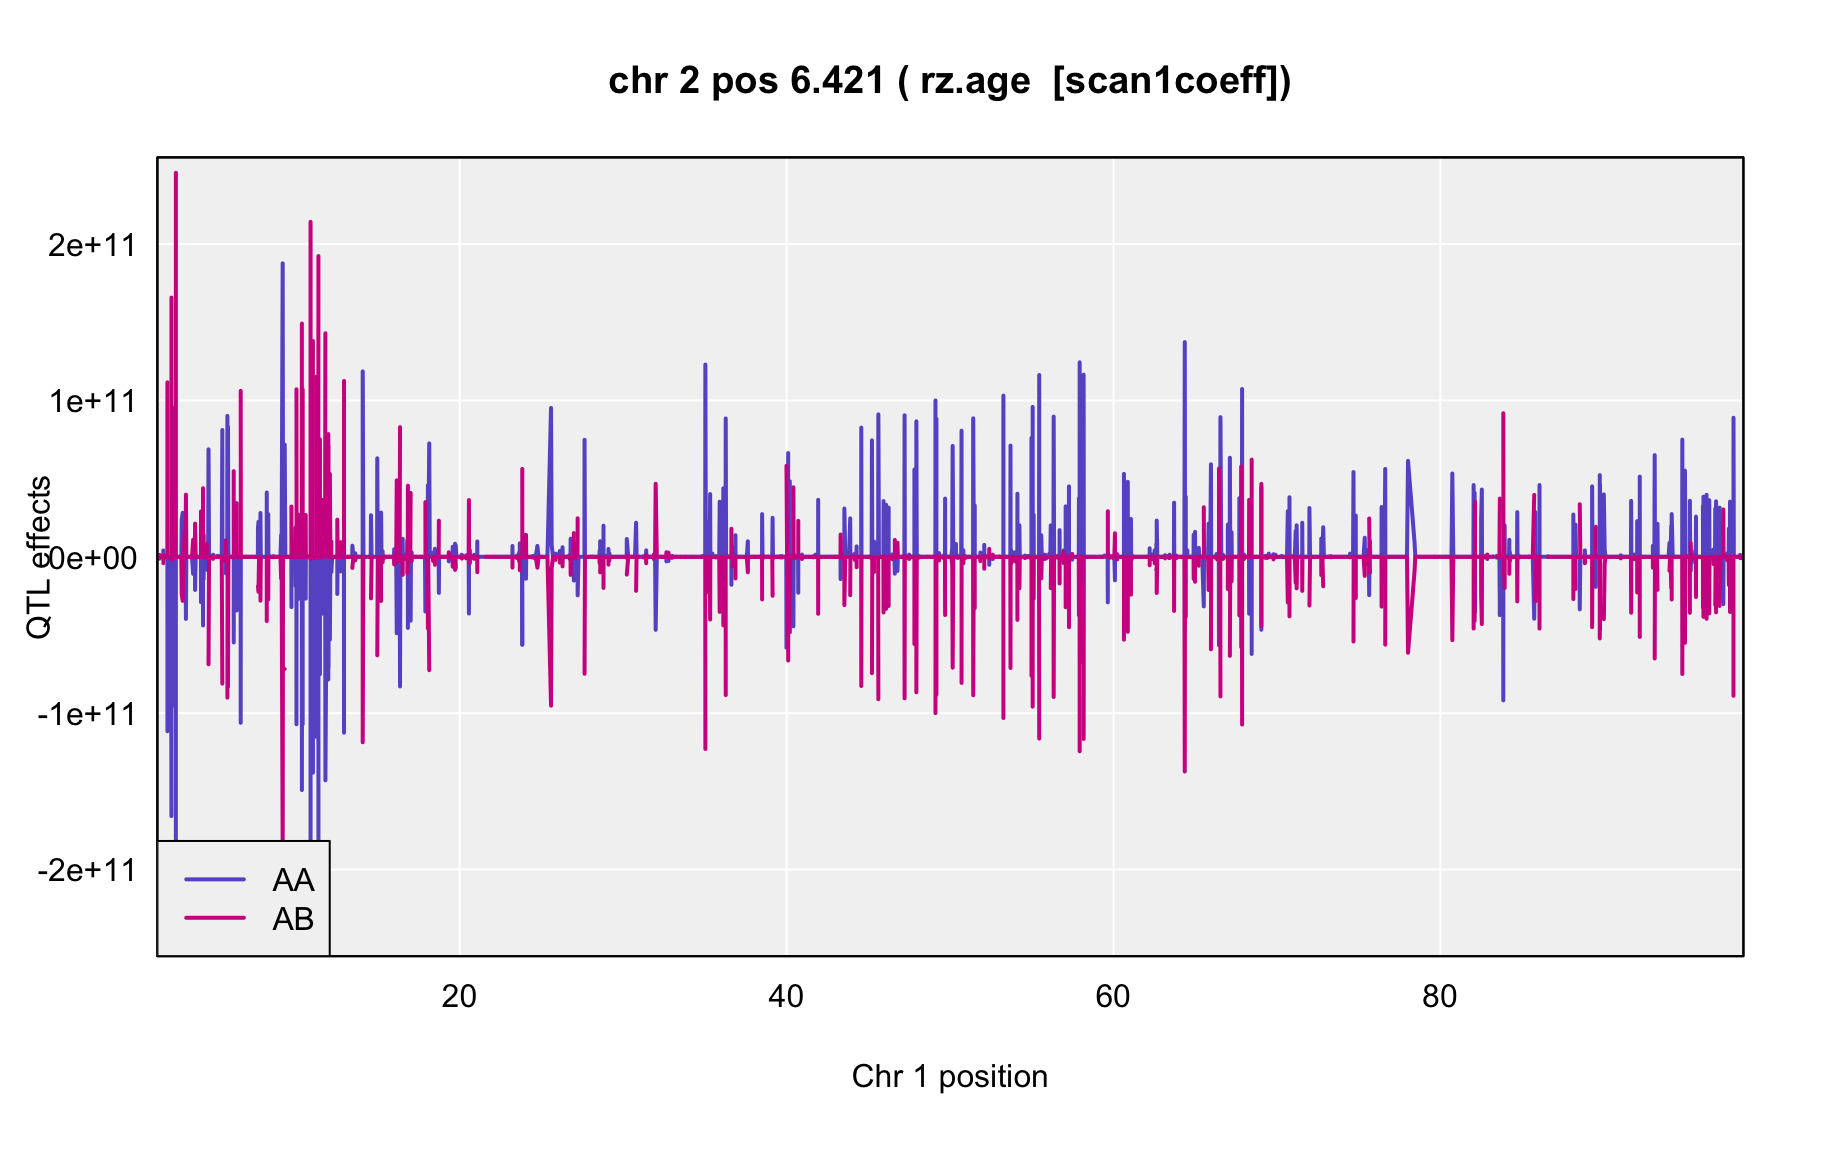 chr 2 pos 6.421 ( rz.age  [scan1coeff])
QTL effects
2e+11
1e+11
0e+00
-1e+11
-2e+11
AA
AB
20
40
60
80
Chr 1 position